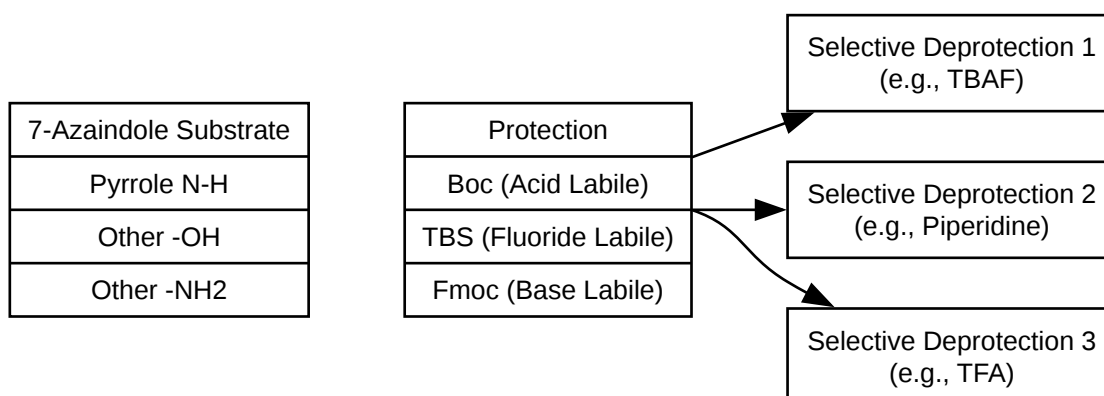 7-Azaindole Substrate
Pyrrole N-H
Other -OH
Other -NH2
Protection
Boc (Acid Labile)
TBS (Fluoride Labile)
Fmoc (Base Labile)
Selective Deprotection 1
(e.g., TBAF)
Selective Deprotection 2
(e.g., Piperidine)
Selective Deprotection 3
(e.g., TFA)